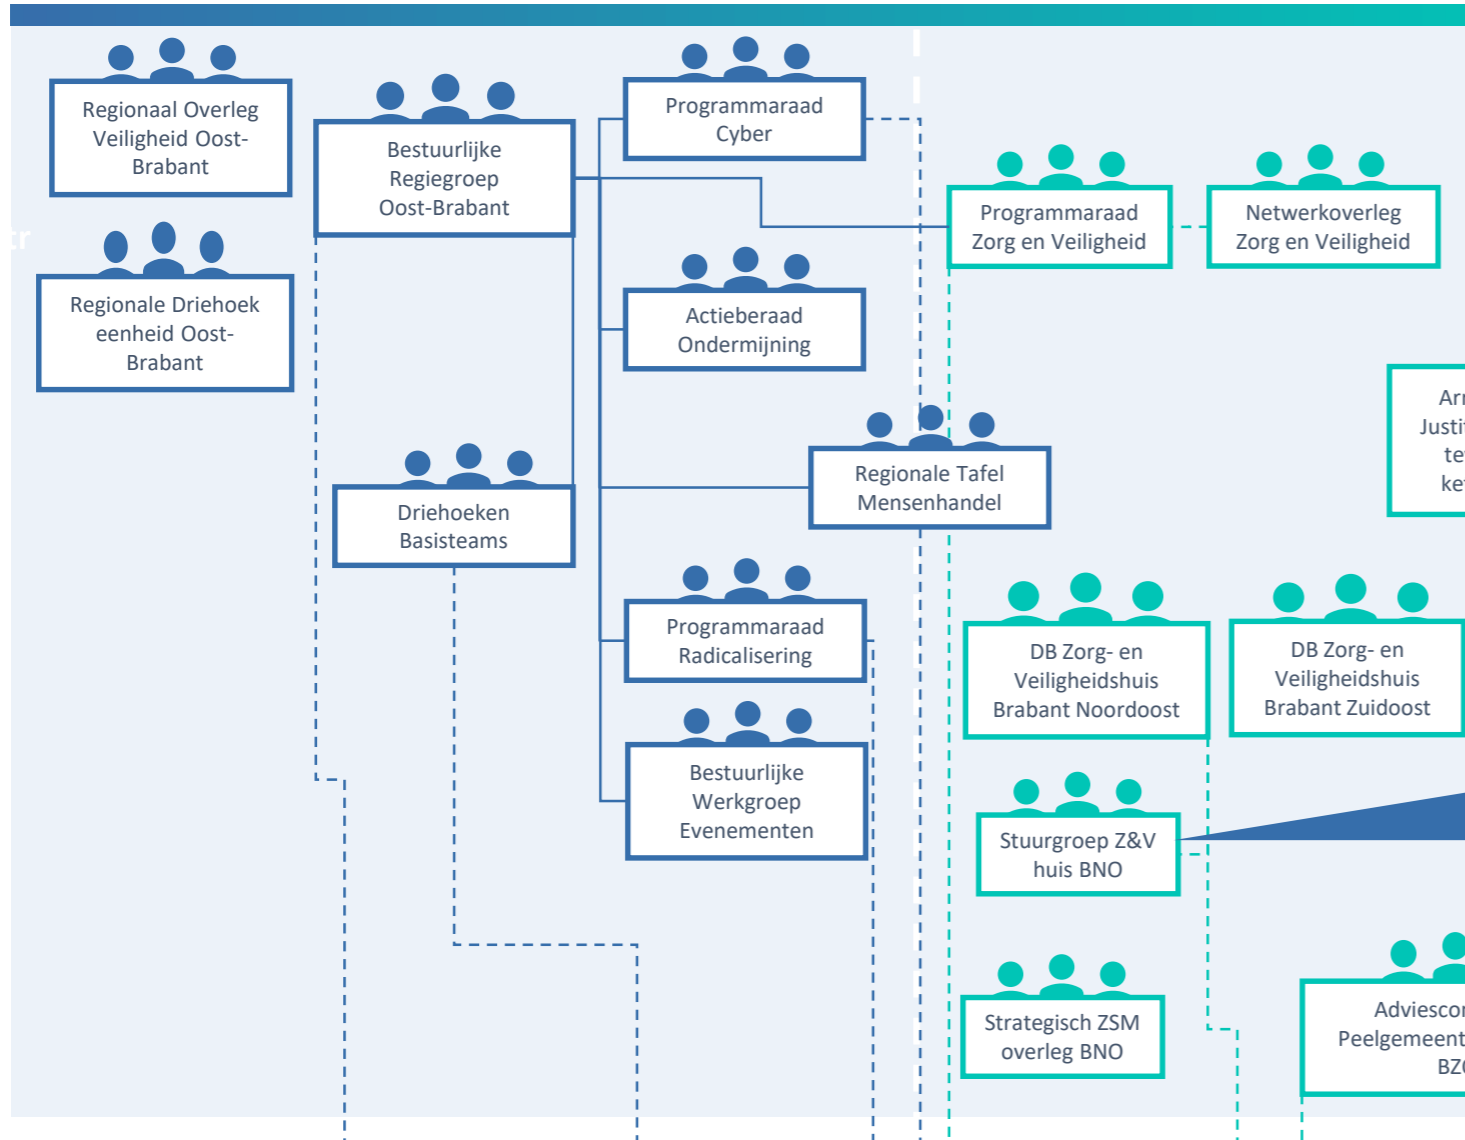 Regionaal Overleg
Veiligheid Oost-
Brabant
Bestuurlijke
Regiegroep
Oost-Brabant
Programmaraad
Cyber
Programmaraad
Zorg en Veiligheid
Netwerkoverleg
Zorg en Veiligheid
tr
Regionale Driehoek
eenheid Oost-
Brabant
Actieberaad
Ondermijning
Regionale Tafel
Mensenhandel
Driehoeken
Basisteams
Programmaraad
Radicalisering
DB Zorg- en
Veiligheidshuis
Brabant Noordoost
DB Zorg- en
Veiligheidshuis
Brabant Zuidoost
Bestuurlijke
Werkgroep
Evenementen
Stuurgroep Z&V
huis BNO
Strategisch ZSM
overleg BNO